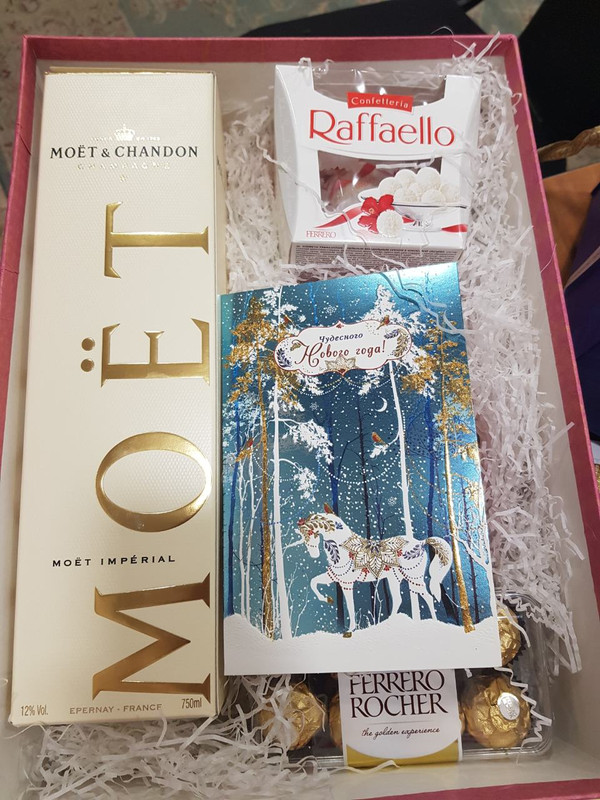 MOËT & CHANDON
CHAMPAGNE
MOËT
MOËT IMPÉRIAL
12% Vol.
EPERNAY - FRANCE
750ml
Confetteria
Raffaello
FERRERO
Чудесного
Нового года!
FERRERO
ROCHER
the golden experience